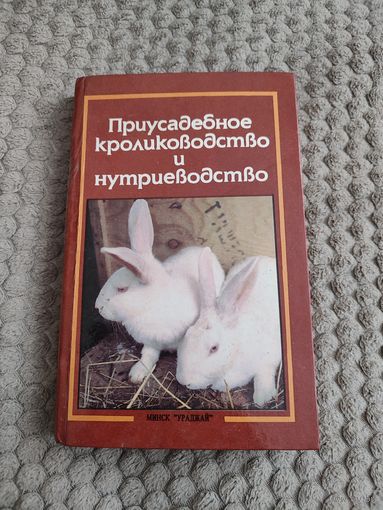 Приусадебное
кролиководство
и
нутриеводство
МИНСК "УРАДЖАЙ"